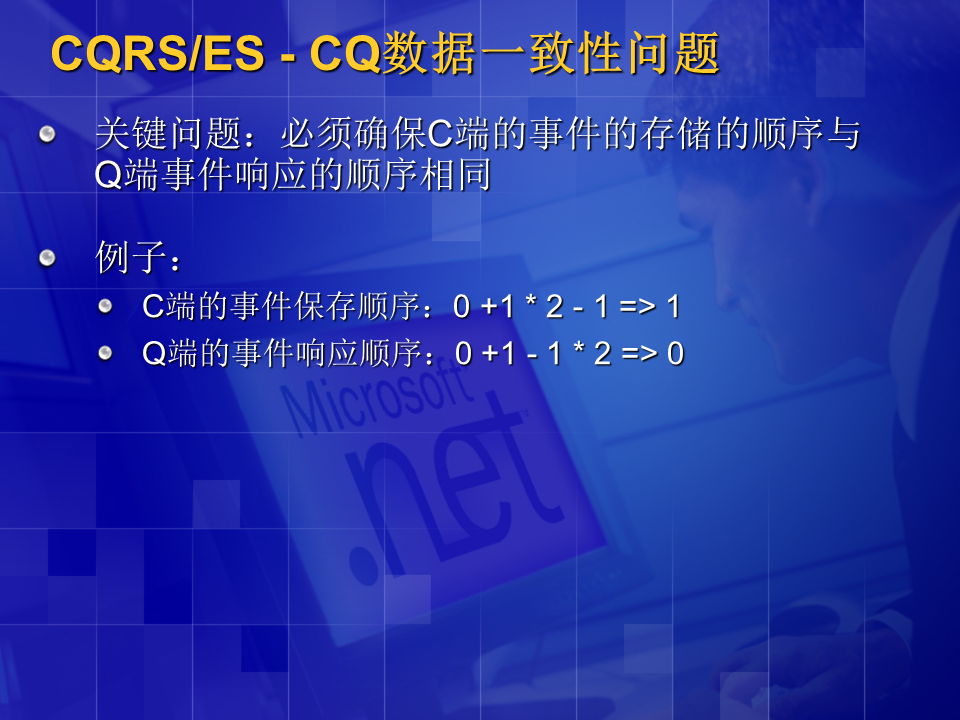 CQRS/ES - CQ数据一致性问题
关键问题：必须确保C端的事件的存储的顺序与
Q端事件响应的顺序相同
例子：
C端的事件保存顺序：0 +1 * 2 - 1 => 1
Q端的事件响应顺序：0 +1 - 1 * 2 => 0
Microsoft
.net